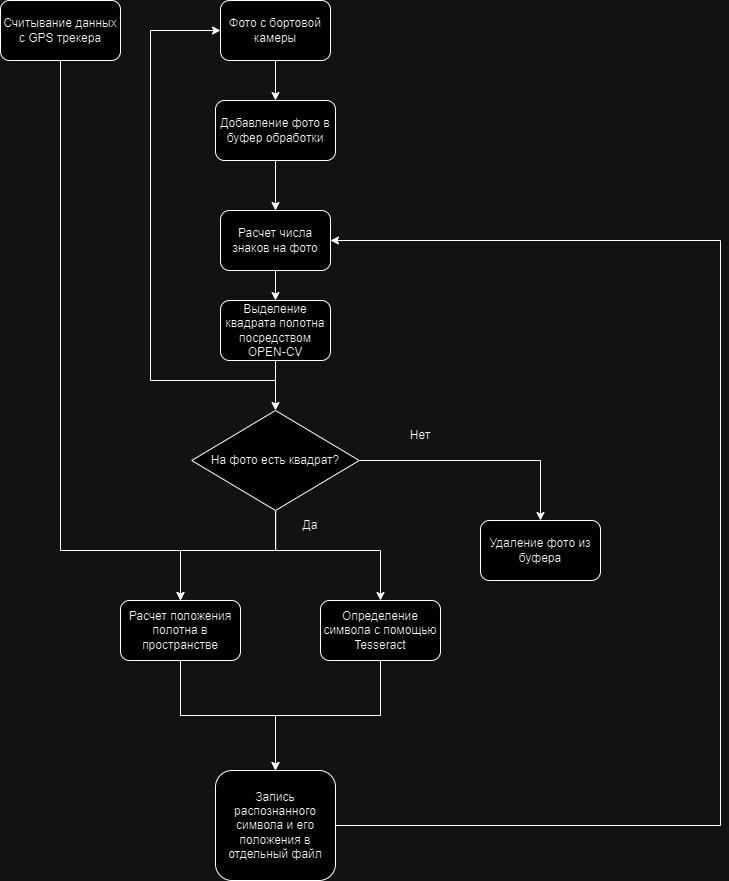 Считывание данных
с GPS трекера
Фото с бортовой
камеры
Добавление фото в
буфер обработки
Расчет числа
знаков на фото
Выделение
квадрата полотна
посредством
OPEN-CV
На фото есть квадрат?
Нет
Да
Удаление фото из
буфера
Расчет положения
полотна в
пространстве
Определение
символа с помощью
Tesseract
Запись
распознанного
символа и его
положения в
отдельный файл